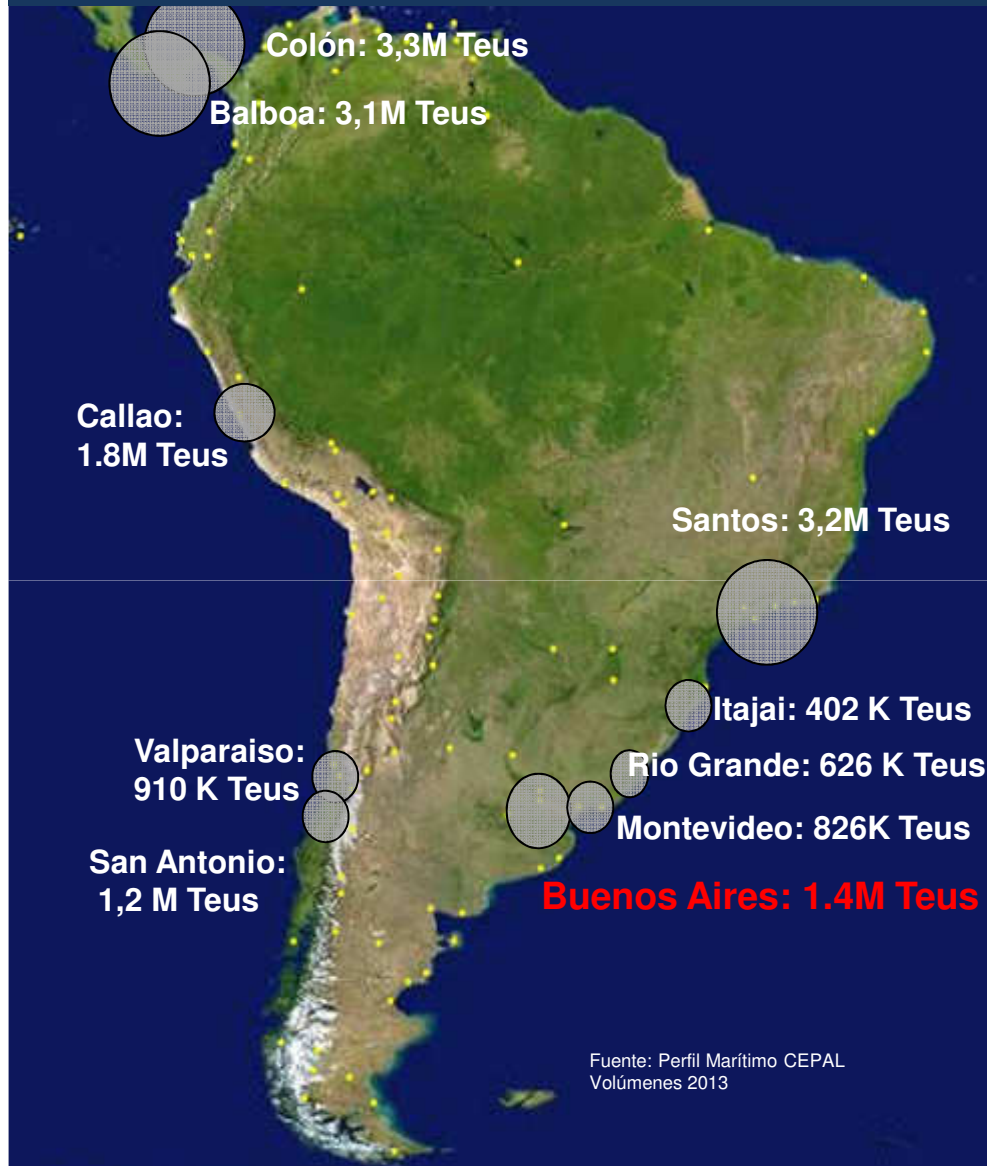 Colón: 3,3M Teus
Balboa: 3,1M Teus
Callao:
1.8M Teus
Santos: 3,2M Teus
Itajai: 402 K Teus
Valparaiso:
910 K Teus
Rio Grande: 626 K Teus
Montevideo: 826K Teus
San Antonio:
1,2 M Teus
Buenos Aires: 1.4M Teus
Fuente: Perfil Marítimo CEPAL
Volúmenes 2013